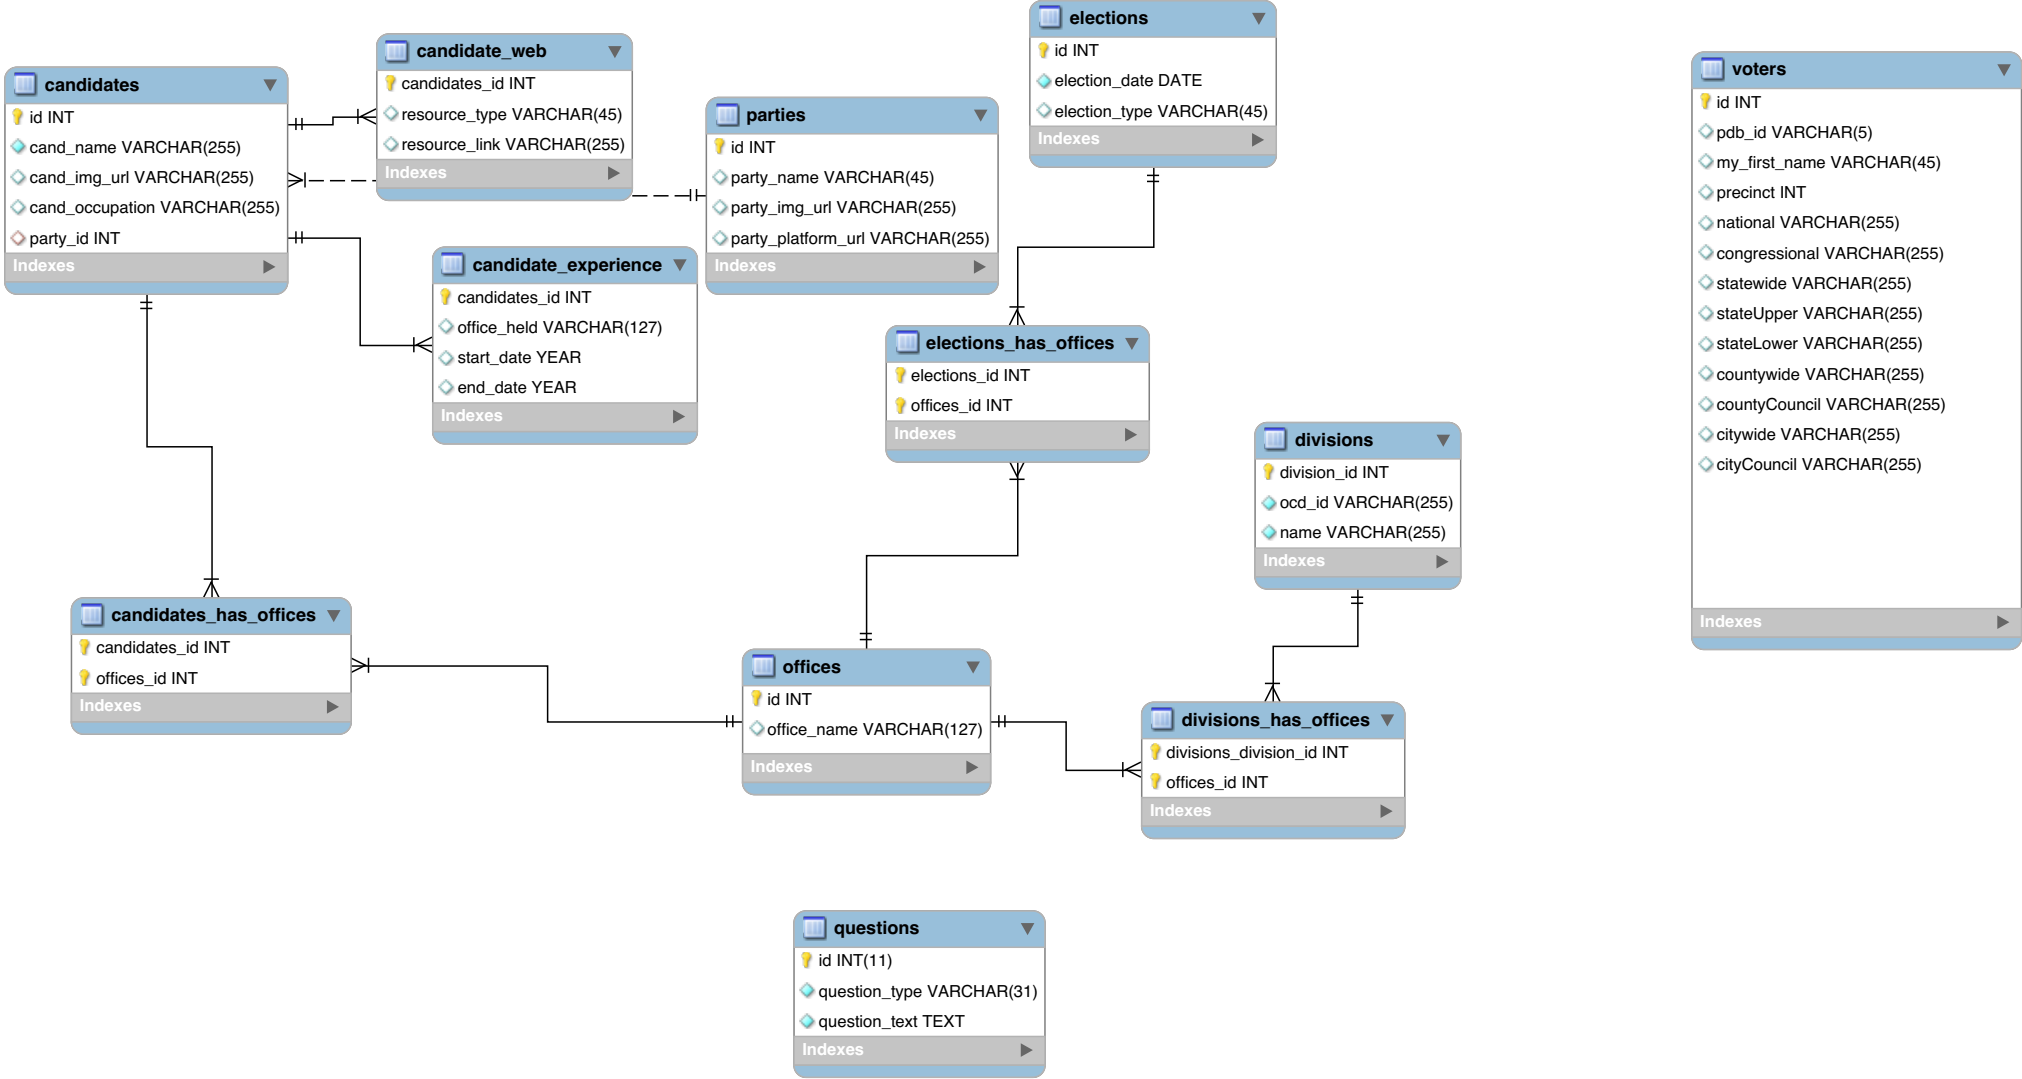 candidates
id INT
cand_name VARCHAR(255)
cand_img_url VARCHAR(255)
cand_occupation VARCHAR(255)
party_id INT
Indexes
candidate_web
candidates_id INT
resource_type VARCHAR(45)
resource_link VARCHAR(255)
Indexes
parties
id INT
party_name VARCHAR(45)
party_img_url VARCHAR(255)
party_platform_url VARCHAR(255)
Indexes
elections
id INT
election_date DATE
election_type VARCHAR(45)
Indexes
voters
id INT
pdb_id VARCHAR(5)
my_first_name VARCHAR(45)
precinct INT
national VARCHAR(255)
congressional VARCHAR(255)
statewide VARCHAR(255)
stateUpper VARCHAR(255)
stateLower VARCHAR(255)
countywide VARCHAR(255)
countyCouncil VARCHAR(255)
citywide VARCHAR(255)
cityCouncil VARCHAR(255)
Indexes
candidate_experience
candidates_id INT
office_held VARCHAR(127)
start_date YEAR
end_date YEAR
Indexes
elections_has_offices
elections_id INT
offices_id INT
Indexes
divisions
division_id INT
ocd_id VARCHAR(255)
name VARCHAR(255)
Indexes
candidates_has_offices
candidates_id INT
offices_id INT
Indexes
offices
id INT
office_name VARCHAR(127)
Indexes
divisions_has_offices
divisions_division_id INT
offices_id INT
Indexes
questions
id INT(11)
question_type VARCHAR(31)
question_text TEXT
Indexes